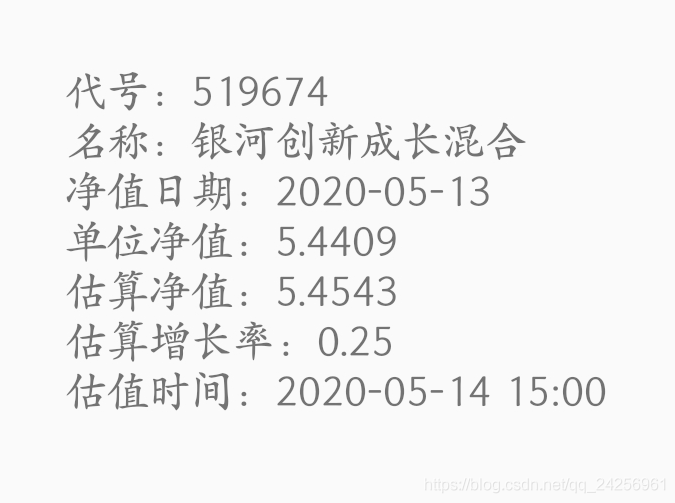 代号：519674
名称：银河创新成长混合
净值日期：2020-05-13
单位净值：5.4409
估算净值：5.4543
估算增长率：0.25
估值时间：2020-05-14 15:00
https://blog.csdn.net/qq_24256961